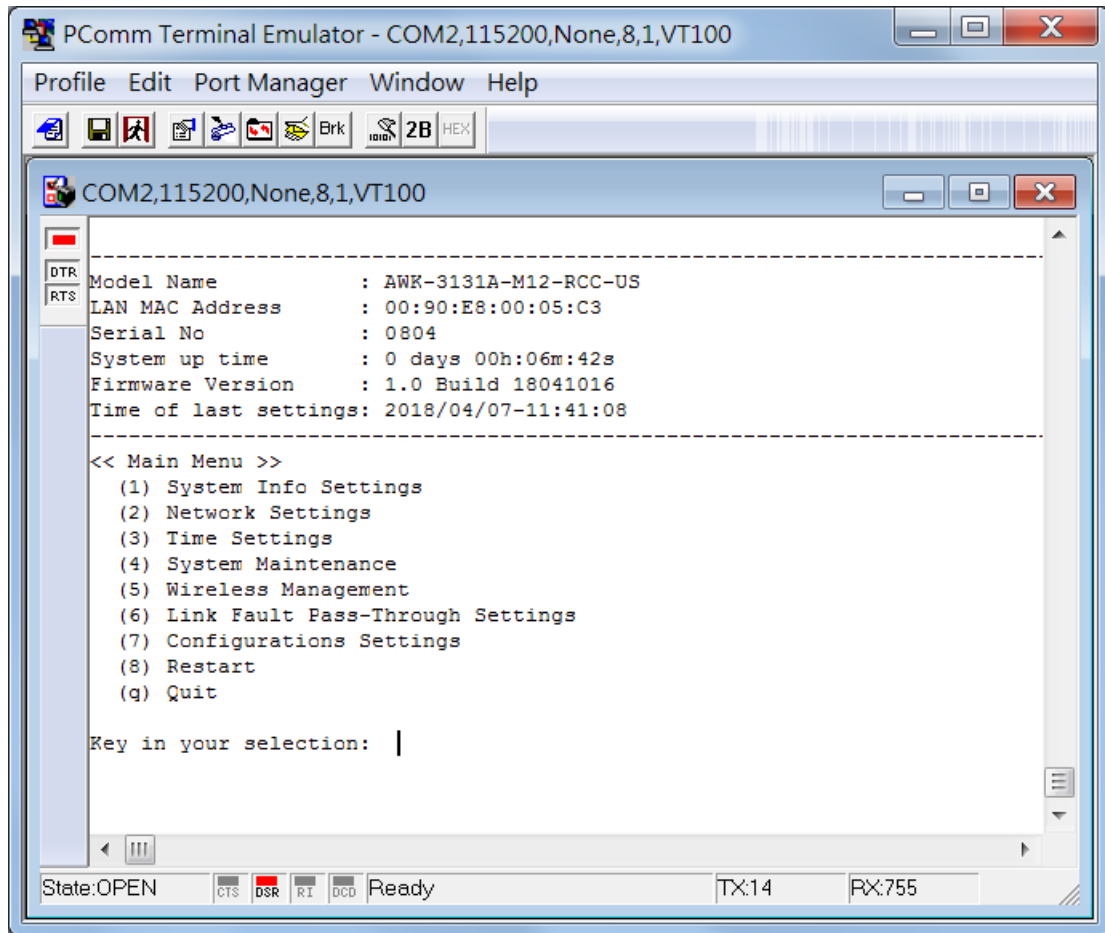 PComm Terminal Emulator - COM2,115200,None,8,1,VT100
Profile Edit Port Manager Window Help
Brk 2B HEX
COM2,115200,None,8,1,VT100
DTR
RTS
--------------------------------------------------------------------------
Model Name           : AWK-3131A-M12-RCC-US
LAN MAC Address      : 00:90:E8:00:05:C3
Serial No            : 0804
System up time       : 0 days 00h:06m:42s
Firmware Version     : 1.0 Build 18041016
Time of last settings: 2018/04/07-11:41:08
--------------------------------------------------------------------------
<< Main Menu >>
(1) System Info Settings
(2) Network Settings
(3) Time Settings
(4) System Maintenance
(5) Wireless Management
(6) Link Fault Pass-Through Settings
(7) Configurations Settings
(8) Restart
(q) Quit
Key in your selection:
State:OPEN CTS DSR RI DCD Ready TX:14 RX:755